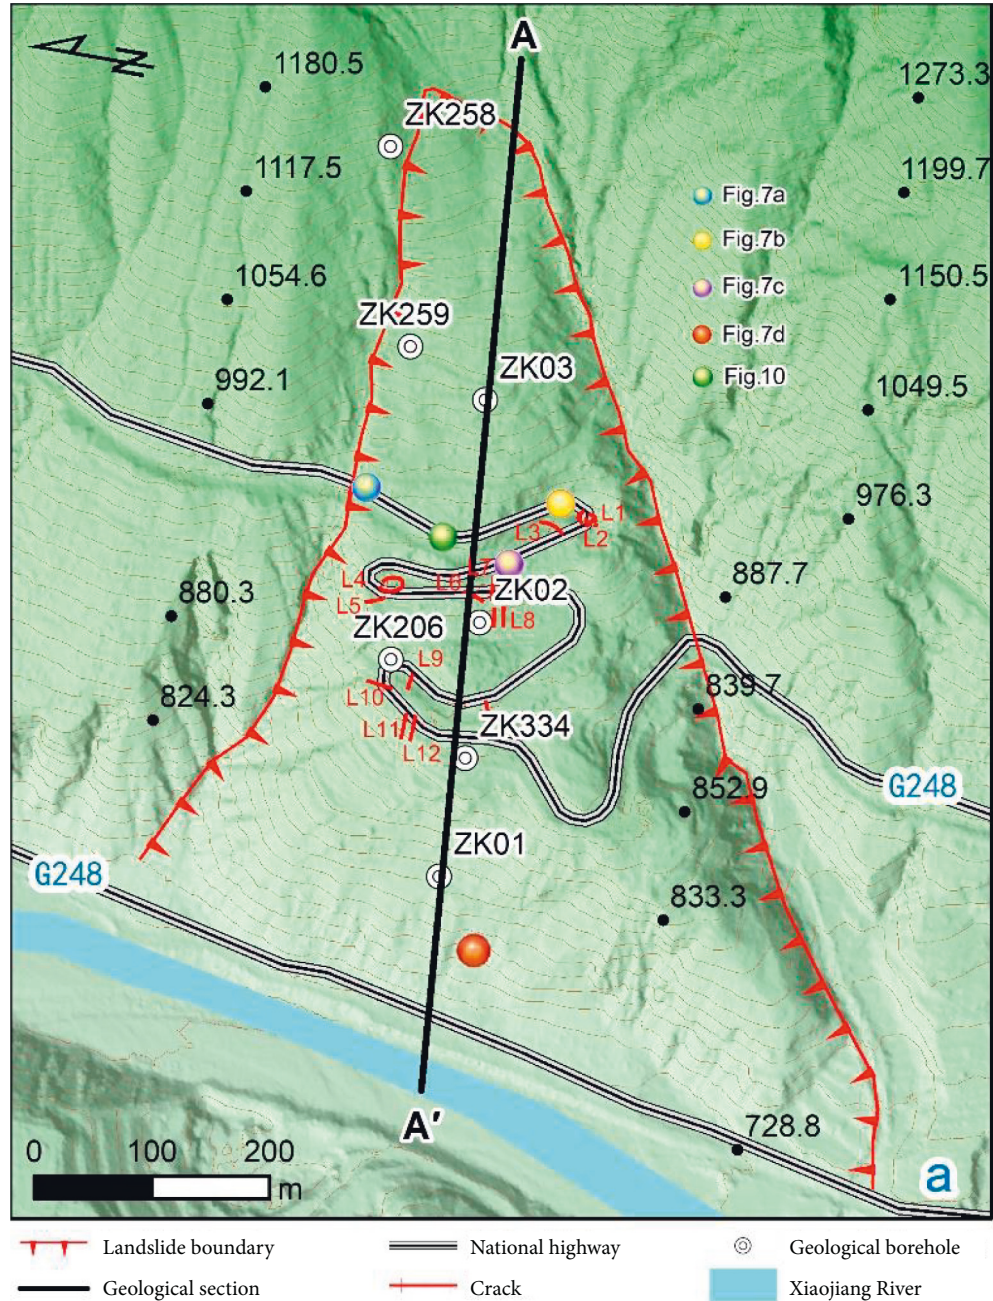 A
N
1180.5
1273.3
ZK258
1117.5
1199.7
Fig.7a
Fig.7b
1054.6
Fig.7c
1150.5
ZK259
Fig.7d
ZK03
Fig.10
992.1
1049.5
976.3
L1
L3
L2
L7
L4
L6
887.7
ZK02
880.3
L5
L8
ZK206
L9
839.7
824.3
L10
ZK334
L11
L12
G248
852.9
ZK01
G248
833.3
A′
728.8
0 100 200
m
a
Landslide boundary
National highway
Geological borehole
Geological section
Crack
Xiaojiang River